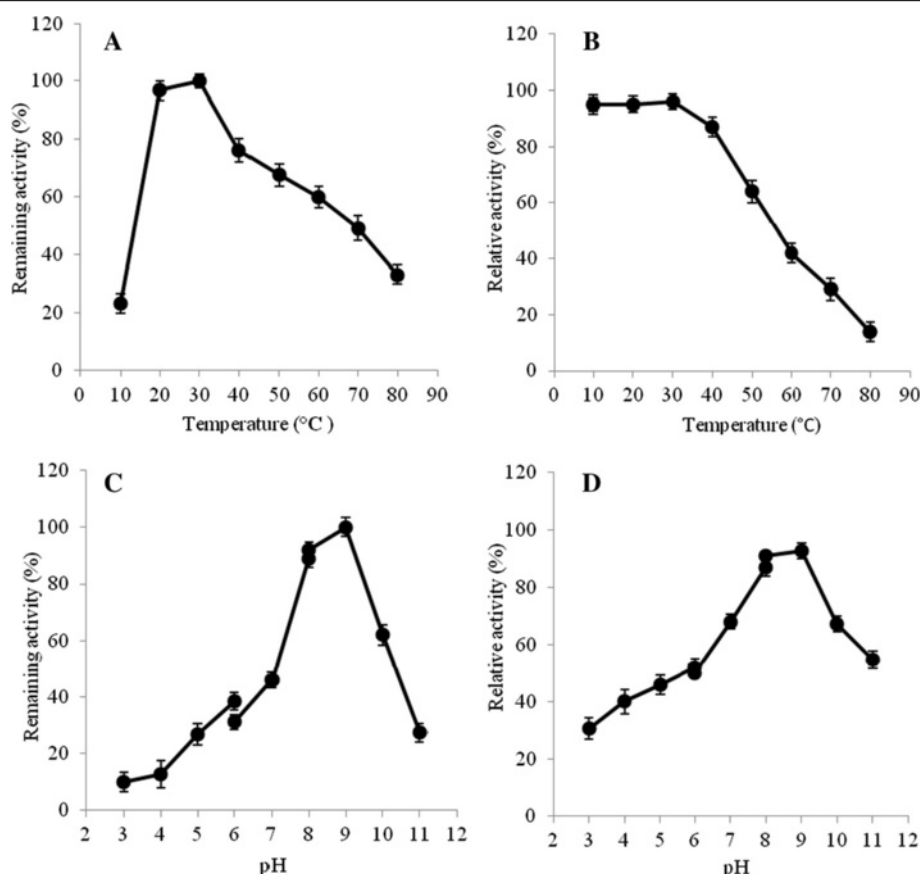 A
Remaining activity (%)
120
100
80
60
40
20
0
0 10 20 30 40 50 60 70 80 90
Temperature (°C )
B
Relative activity (%)
120
100
80
60
40
20
0
0 10 20 30 40 50 60 70 80 90
Temperature (°C)
C
Remaining activity (%)
120
100
80
60
40
20
0
2 3 4 5 6 7 8 9 10 11 12
pH
D
Relative activity (%)
120
100
80
60
40
20
0
2 3 4 5 6 7 8 9 10 11 12
pH